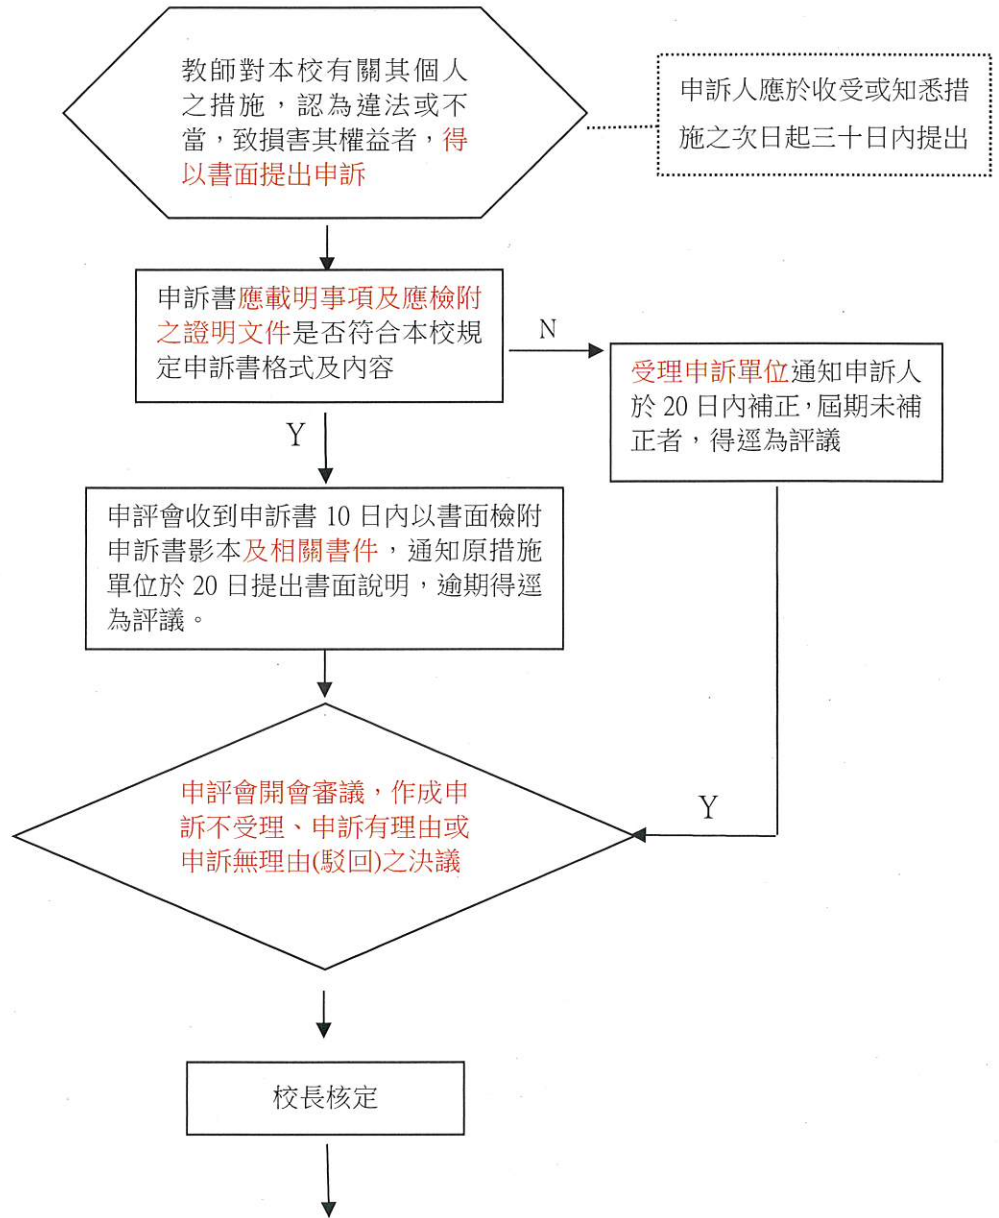 教師對本校有關其個人
之措施，認為違法或不
當，致損害其權益者，得
以書面提出申訴
申訴人應於收受或知悉措
施之次日起三十日內提出
申訴書應載明事項及應檢附
之證明文件是否符合本校規
定申訴書格式及內容
N
受理申訴單位通知申訴人
於 20 日內補正，屆期未補
正者，得逕為評議
Y
申評會收到申訴書 10 日內以書面檢附
申訴書影本及相關書件，通知原措施
單位於 20 日提出書面說明，逾期得逕
為評議。
申評會開會審議，作成申
訴不受理、申訴有理由或
申訴無理由(駁回)之決議
Y
校長核定